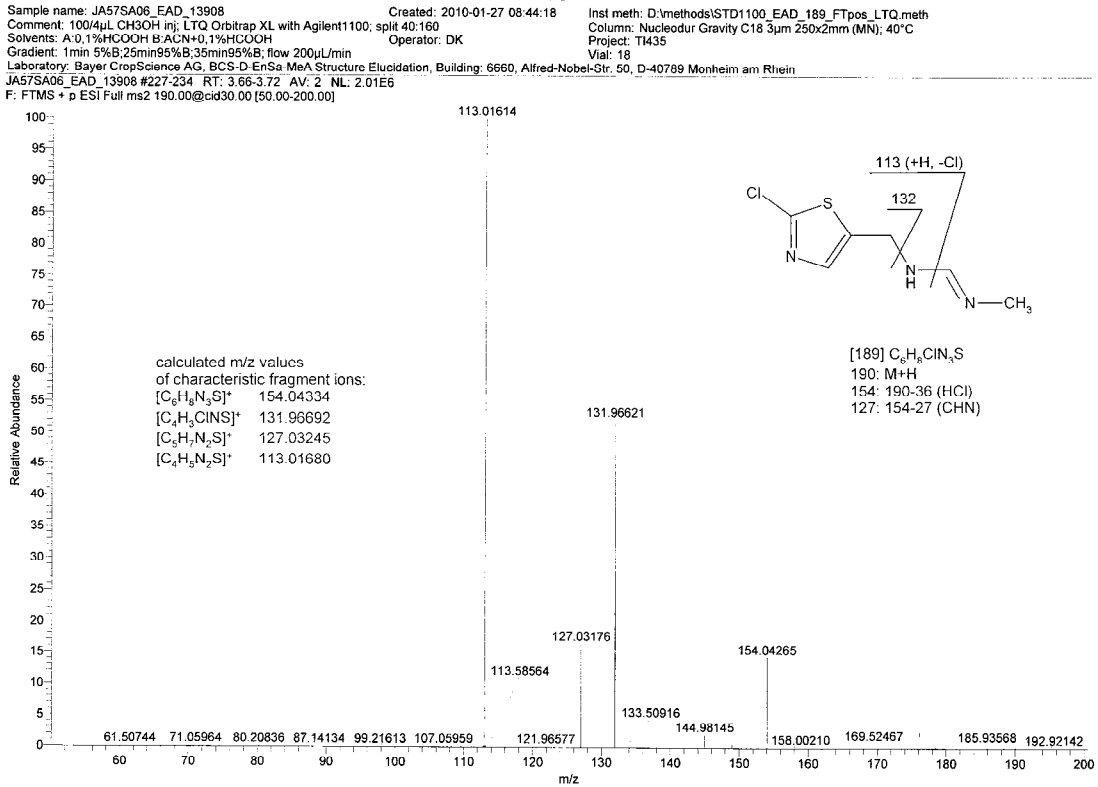 Sample name: JA57SA06_EAD_13908 Created: 2010-01-27 08:44:18 Inst meth: D:\methods\STD1100_EAD_189_FTpos_LTQ.meth
Comment: 100/4µL CH3OH inj; LTQ Orbitrap XL with Agilent1100; split 40:160 Column: Nucleodur Gravity C18 3µm 250x2mm (MN); 40°C
Solvents: A:0,1%HCOOH B:ACN+0,1%HCOOH Operator: DK Project: TI435
Gradient: 1min 5%B;25min95%B;35min95%B; flow 200µL/min Vial: 18
Laboratory: Bayer CropScience AG, BCS-D-EnSa-MeA Structure Elucidation, Building: 6660, Alfred-Nobel-Str. 50, D-40789 Monheim am Rhein
JA57SA06_EAD_13908 #227-234 RT: 3.66-3.72 AV: 2 NL: 2.01E6
F: FTMS + p ESI Full ms2 190.00@cid30.00 [50.00-200.00]
113.01614
100
95
90
85
80
75
70
65
60
55
50
45
40
35
30
25
20
15
10
5
0
Relative Abundance
113 (+H, -Cl)
132
Cl
S
N
N
H
N
CH3
[189] C6H8ClN3S
190: M+H
154: 190-36 (HCl)
127: 154-27 (CHN)
calculated m/z values
of characteristic fragment ions:
[C6H8N3S]+ 154.04334
[C4H3ClNS]+ 131.96692
[C5H7N2S]+ 127.03245
[C4H5N2S]+ 113.01680
131.96621
127.03176
154.04265
113.58564
133.50916
144.98145
61.50744 71.05964 80.20836 87.14134 99.21613 107.05959 121.96577 158.00210 169.52467 185.93568 192.92142
60 70 80 90 100 110 120 130 140 150 160 170 180 190 200
m/z